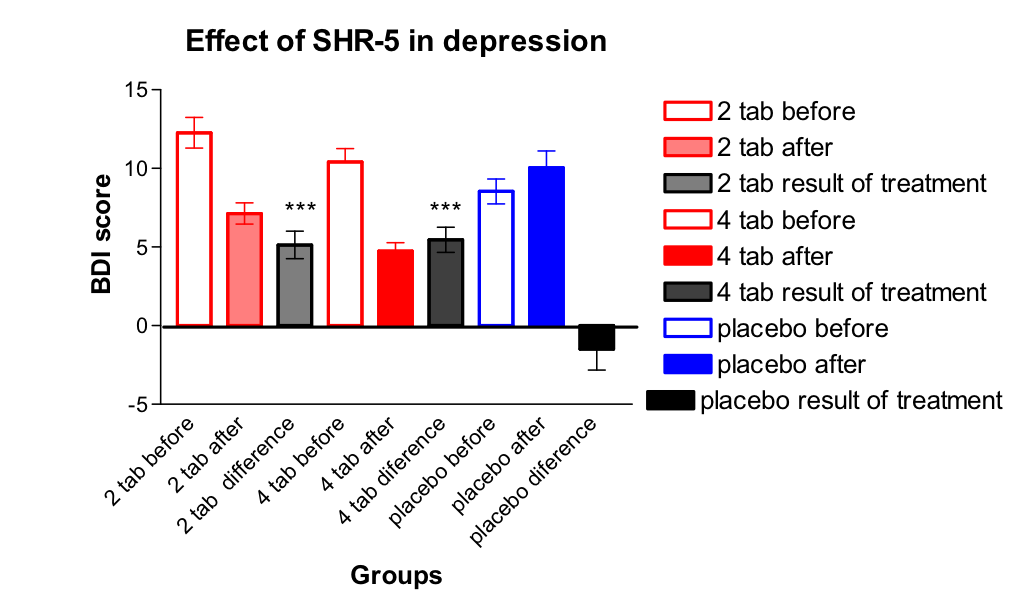 Effect of SHR-5 in depression
15
10
5
0
-5
BDI score
***
***
2 tab before
2 tab after
2 tab difference
4 tab before
4 tab after
4 tab diference
placebo before
placebo after
placebo diference
Groups
2 tab before
2 tab after
2 tab result of treatment
4 tab before
4 tab after
4 tab result of treatment
placebo before
placebo after
placebo result of treatment